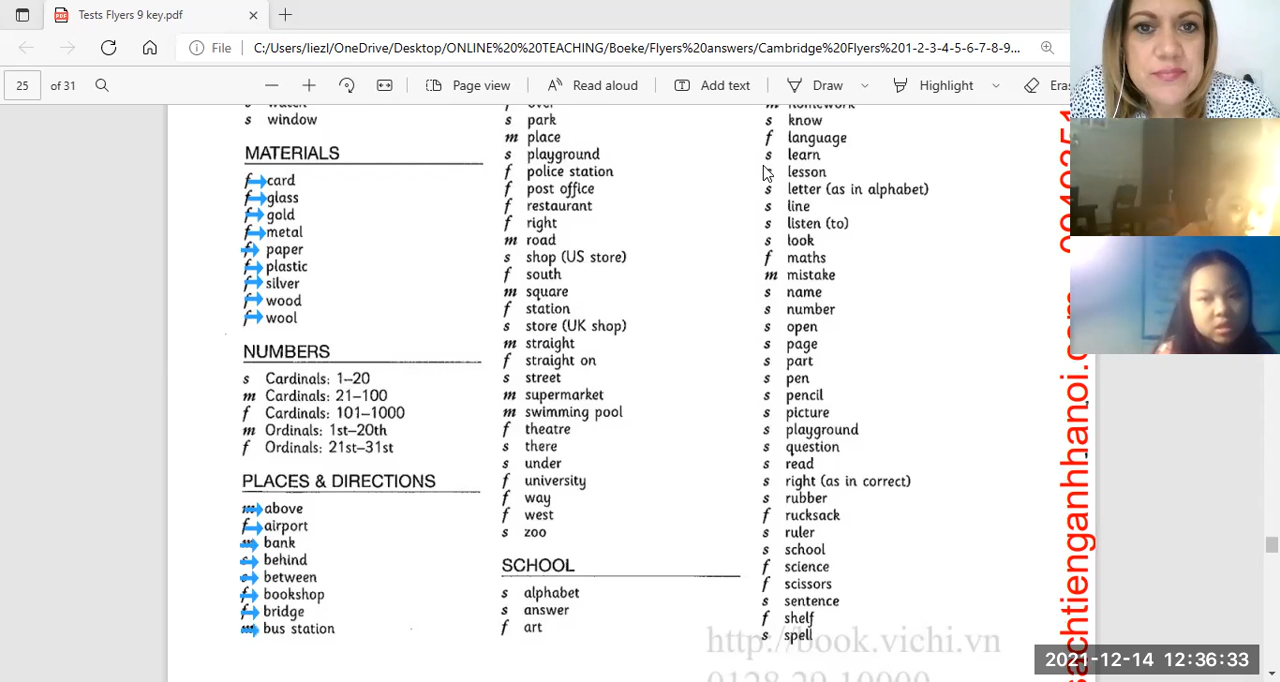 Tests Flyers 9 key.pdf
File C:/Users/liezl/OneDrive/Desktop/ONLINE%20%20TEACHING/Boeke/Flyers%20answers/Cambridge%20Flyers%201-2-3-4-5-6-7-8-9...
25 of 31 Page view Read aloud Add text Draw Highlight Eras
s watch
s window
MATERIALS
f card
f glass
f gold
f metal
f paper
f plastic
f silver
f wood
f wool
NUMBERS
s Cardinals: 1–20
m Cardinals: 21–100
f Cardinals: 101–1000
m Ordinals: 1st–20th
f Ordinals: 21st–31st
PLACES & DIRECTIONS
m above
f airport
m bank
s behind
s between
f bookshop
f bridge
m bus station
f over
s park
m place
s playground
f police station
f post office
f restaurant
f right
m road
s shop (US store)
f south
m square
f station
s store (UK shop)
m straight
f straight on
s street
m supermarket
m swimming pool
f theatre
s there
s under
f university
f way
f west
s zoo
SCHOOL
s alphabet
s answer
f art
m homework
s know
f language
s learn
lesson
s letter (as in alphabet)
s line
s listen (to)
s look
f maths
m mistake
s name
s number
s open
s page
s part
s pen
s pencil
s picture
s playground
s question
s read
s right (as in correct)
s rubber
f rucksack
s ruler
s school
f science
f scissors
s sentence
f shelf
s spell
http://book.vichi.vn
sachtienganhhanoi.com
2021-12-14 12:36:33